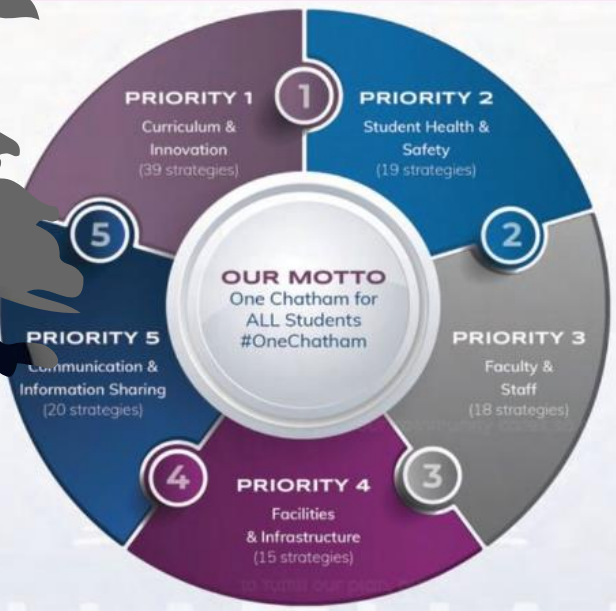 PRIORITY 1
Curriculum &
Innovation
(39 strategies)
1
PRIORITY 2
Student Health &
Safety
(19 strategies)
2
PRIORITY 3
Faculty &
Staff
(18 strategies)
3
PRIORITY 4
Facilities
& Infrastructure
(15 strategies)
4
PRIORITY 5
Communication &
Information Sharing
(20 strategies)
5
OUR MOTTO
One Chatham for
ALL Students
#OneChatham